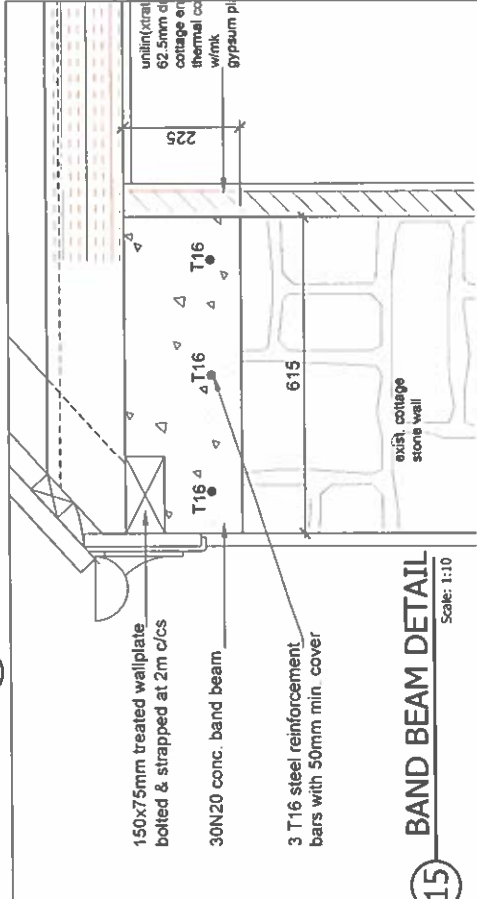 unilin(xtrat
62.5mm d
cottage en
thermal co
w/mk
gypsum pl
225
150x75mm treated wallplate
bolted & strapped at 2m c/cs
T16
T16
T16
30N20 conc. band beam
615
3 T16 steel reinforcement
bars with 50mm min. cover
exist. cottage
stone wall
15
BAND BEAM DETAIL
Scale: 1:10